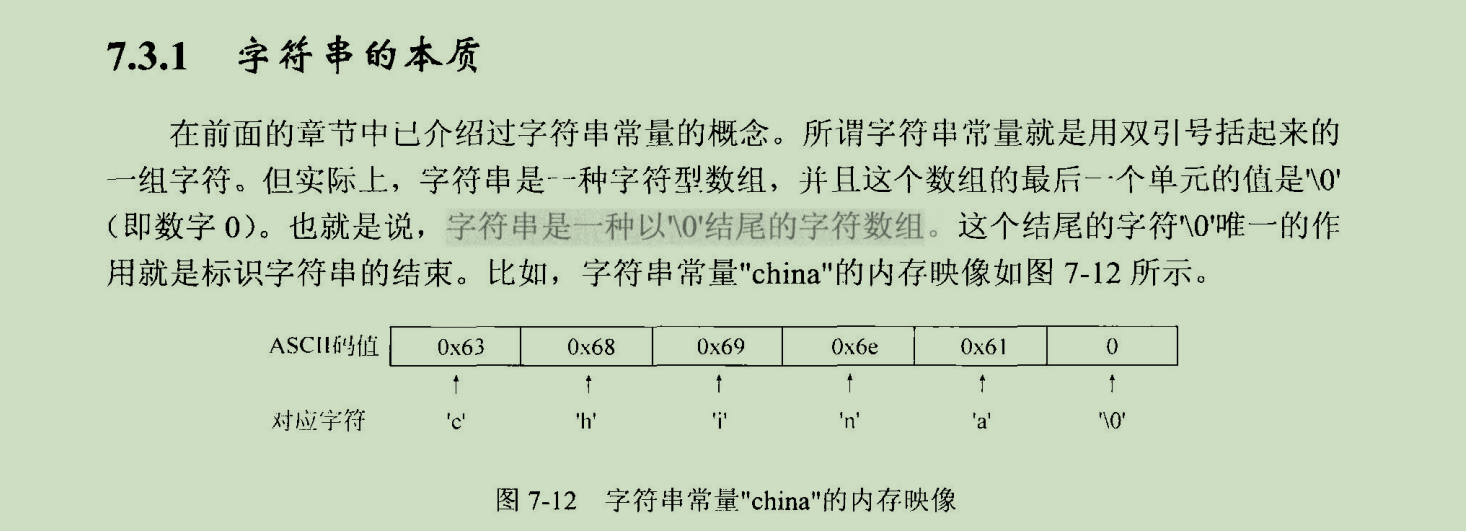 7.3.1 字符串的本质
在前面的章节中已介绍过字符串常量的概念。所谓字符串常量就是用双引号括起来的
一组字符。但实际上，字符串是一种字符型数组，并且这个数组的最后一个单元的值是'\0'
（即数字 0）。也就是说，字符串是一种以'\0'结尾的字符数组。这个结尾的字符'\0'唯一的作
用就是标识字符串的结束。比如，字符串常量"china"的内存映像如图 7-12 所示。
ASCII码值 0x63 0x68 0x69 0x6e 0x61 0
对应字符 'c' 'h' 'i' 'n' 'a' '\0'
图 7-12 字符串常量"china"的内存映像